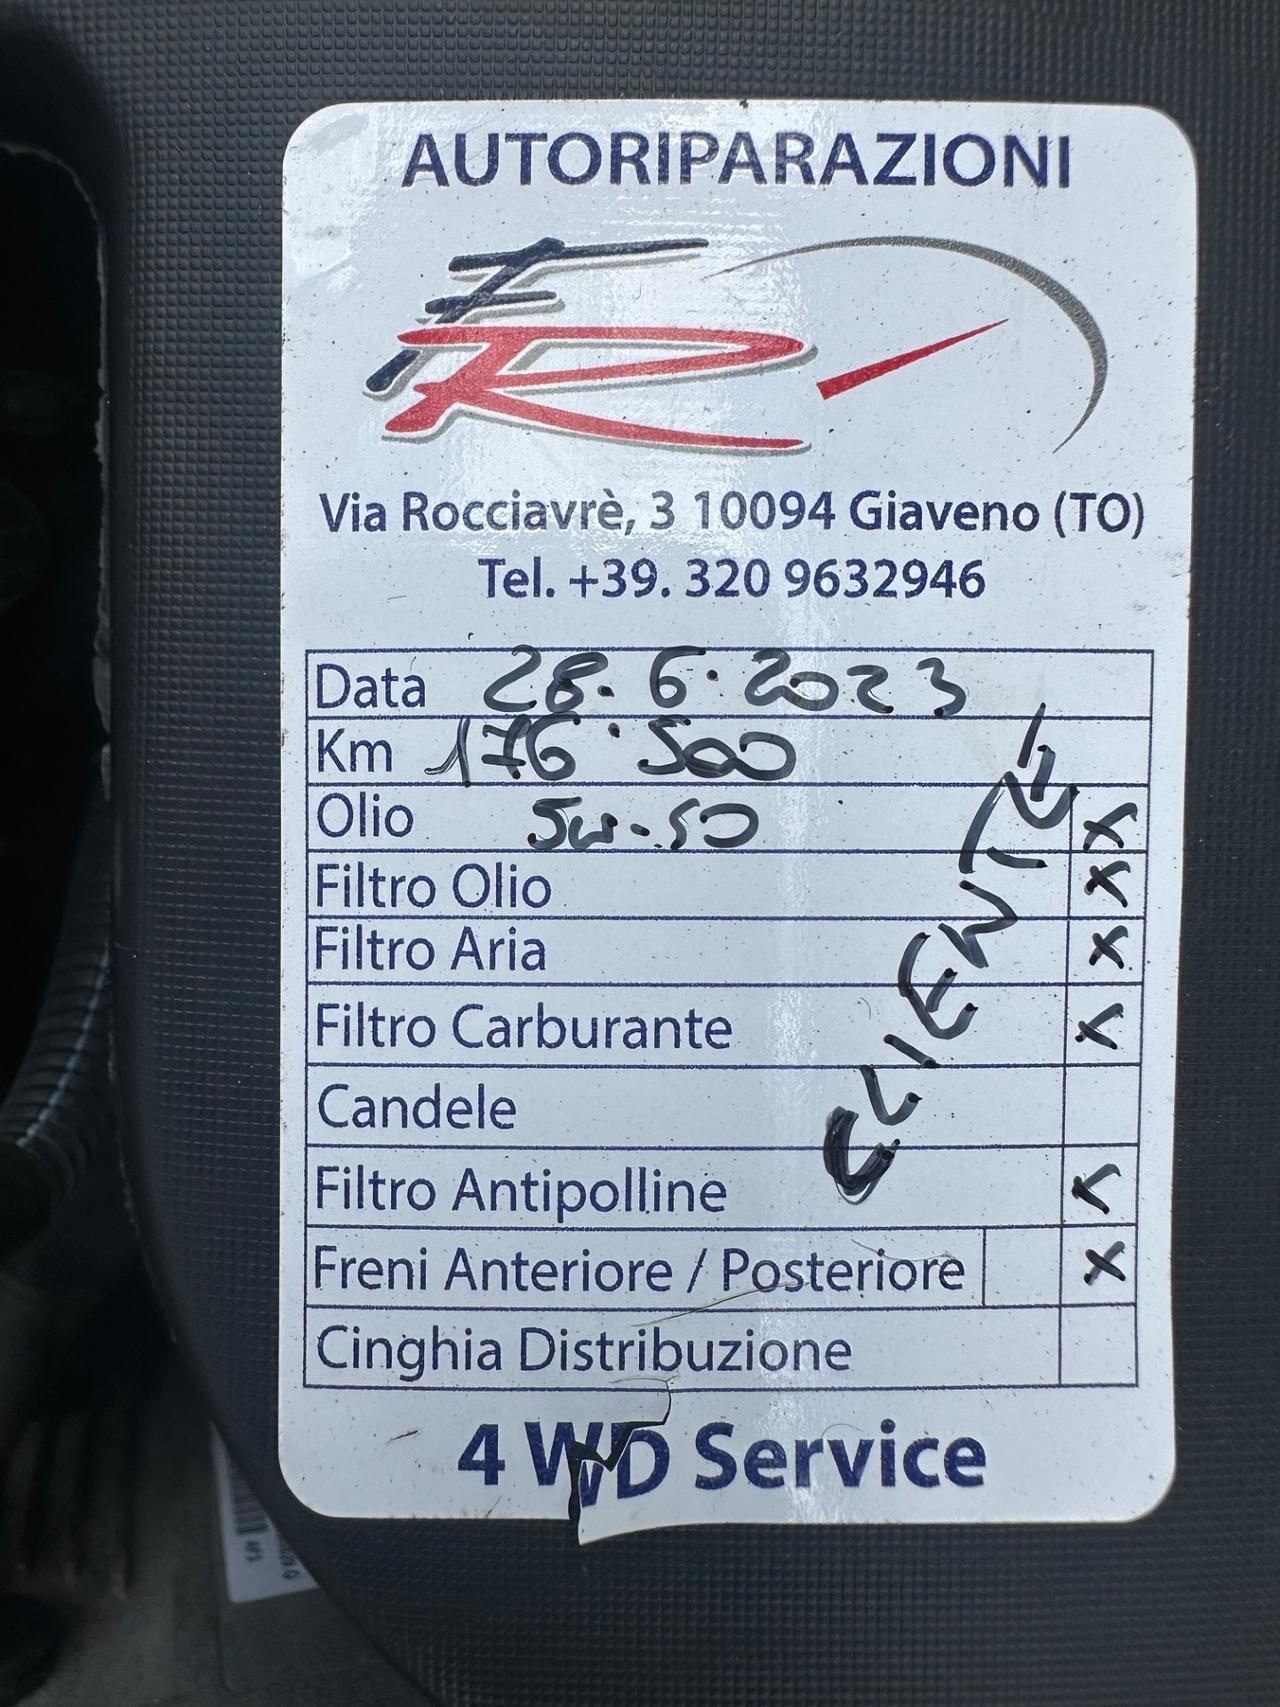 AUTORIPARAZIONI
FR
Via Rocciavrè, 3 10094 Giaveno (TO)
Tel. +39. 320 9632946
Data 28.6.2023
Km 176.500
Olio 5w.50 X
Filtro Olio X
Filtro Aria X
Filtro Carburante X
Candele
Filtro Antipolline X
Freni Anteriore / Posteriore X
Cinghia Distribuzione
CLIENTE
4 WD Service